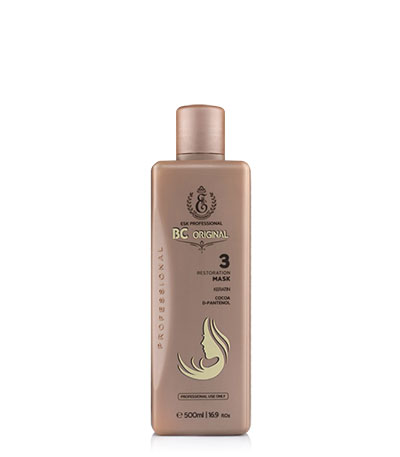 E
ESK PROFESSIONAL
BC ORIGINAL
PROFESSIONAL
3
RESTORATION
MASK
KERATIN
COCOA
D-PANTENOL
PROFESSIONAL USE ONLY
℮ 500ml | 16.9 fl.Oz